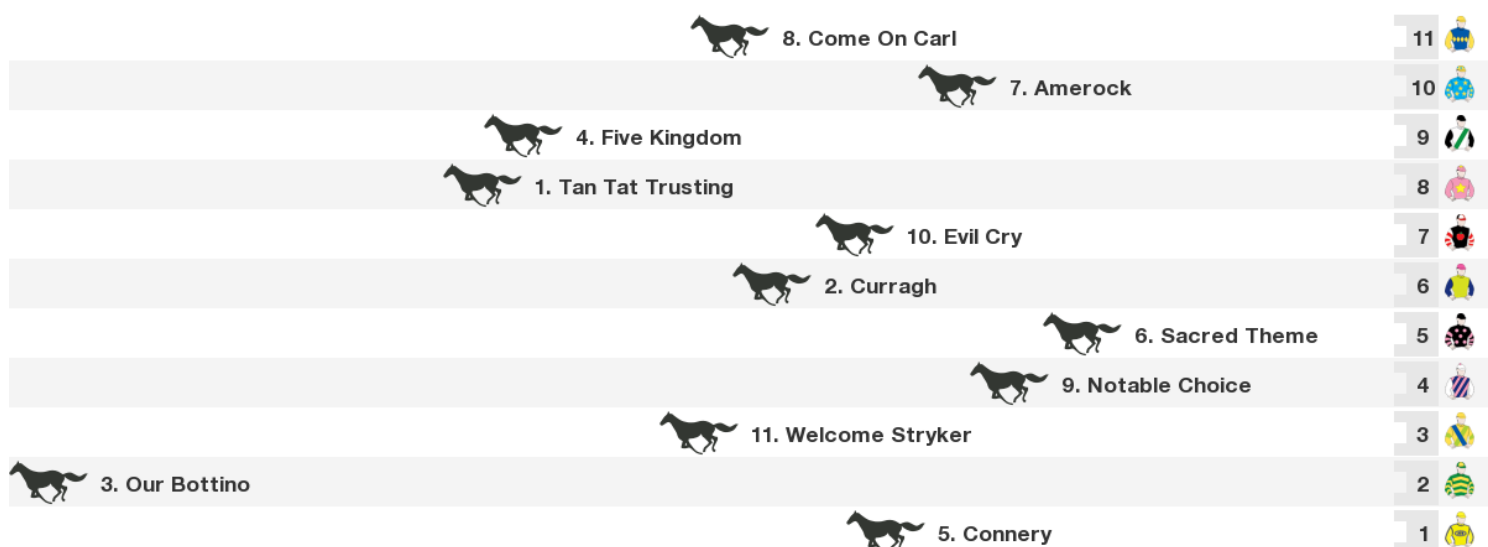 8. Come On Carl 11
7. Amerock 10
4. Five Kingdom 9
1. Tan Tat Trusting 8
10. Evil Cry 7
2. Curragh 6
6. Sacred Theme 5
9. Notable Choice 4
11. Welcome Stryker 3
3. Our Bottino 2
5. Connery 1